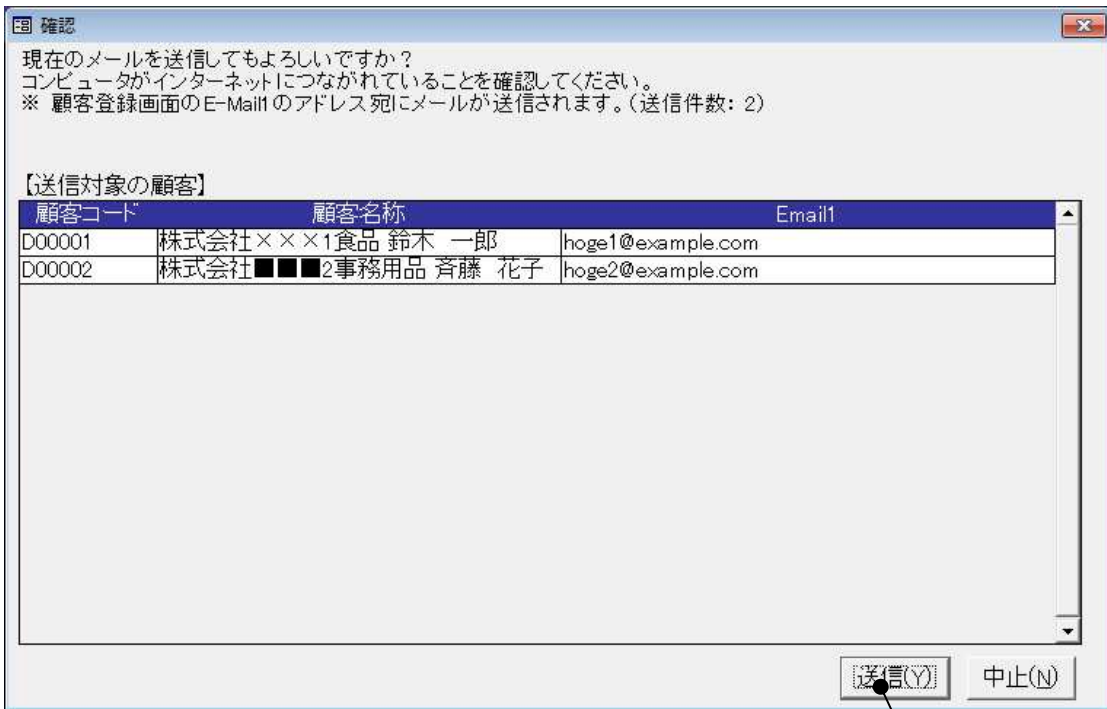 確認
現在のメールを送信してもよろしいですか？
コンピュータがインターネットにつながれていることを確認してください。
※ 顧客登録画面のE-Mail1のアドレス宛にメールが送信されます。（送信件数： 2）
【送信対象の顧客】
顧客コード 顧客名称 Email1
D00001 株式会社×××1食品 鈴木 一郎 hoge1@example.com
D00002 株式会社■■■2事務用品 斉藤 花子 hoge2@example.com
送信(Y) 中止(N)